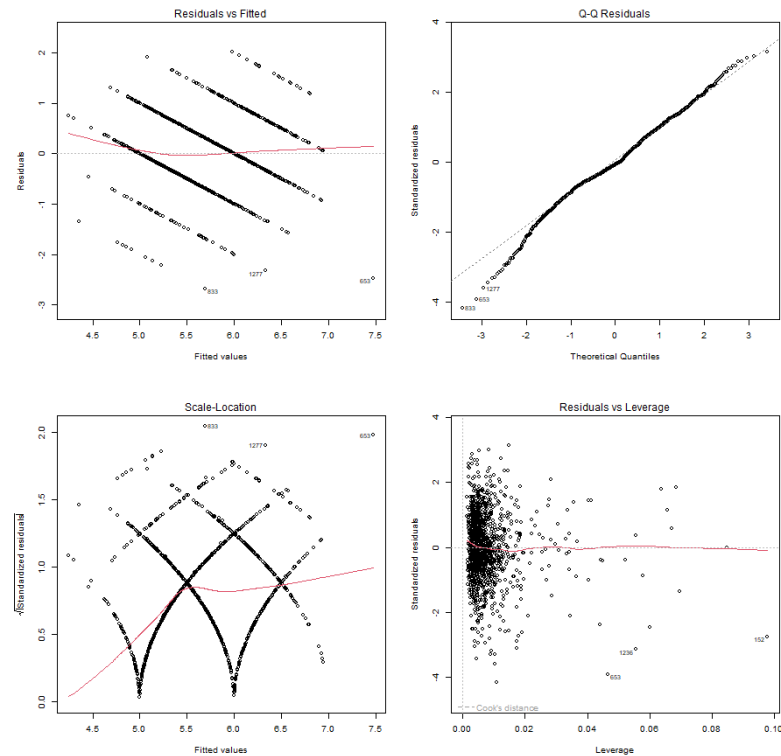 Residuals vs Fitted
Residuals
2
1
0
-1
-2
-3
833
1277
653
4.5 5.0 5.5 6.0 6.5 7.0 7.5
Fitted values
Q-Q Residuals
Standardized residuals
4
2
0
-2
-4
1277
653
833
-3 -2 -1 0 1 2 3
Theoretical Quantiles
Scale-Location
√|Standardized residuals|
2.0
1.5
1.0
0.5
0.0
833
1277
653
4.5 5.0 5.5 6.0 6.5 7.0 7.5
Fitted values
Residuals vs Leverage
Standardized residuals
4
2
0
-2
-4
152
1236
653
Cook's distance
0.00 0.02 0.04 0.06 0.08 0.10
Leverage